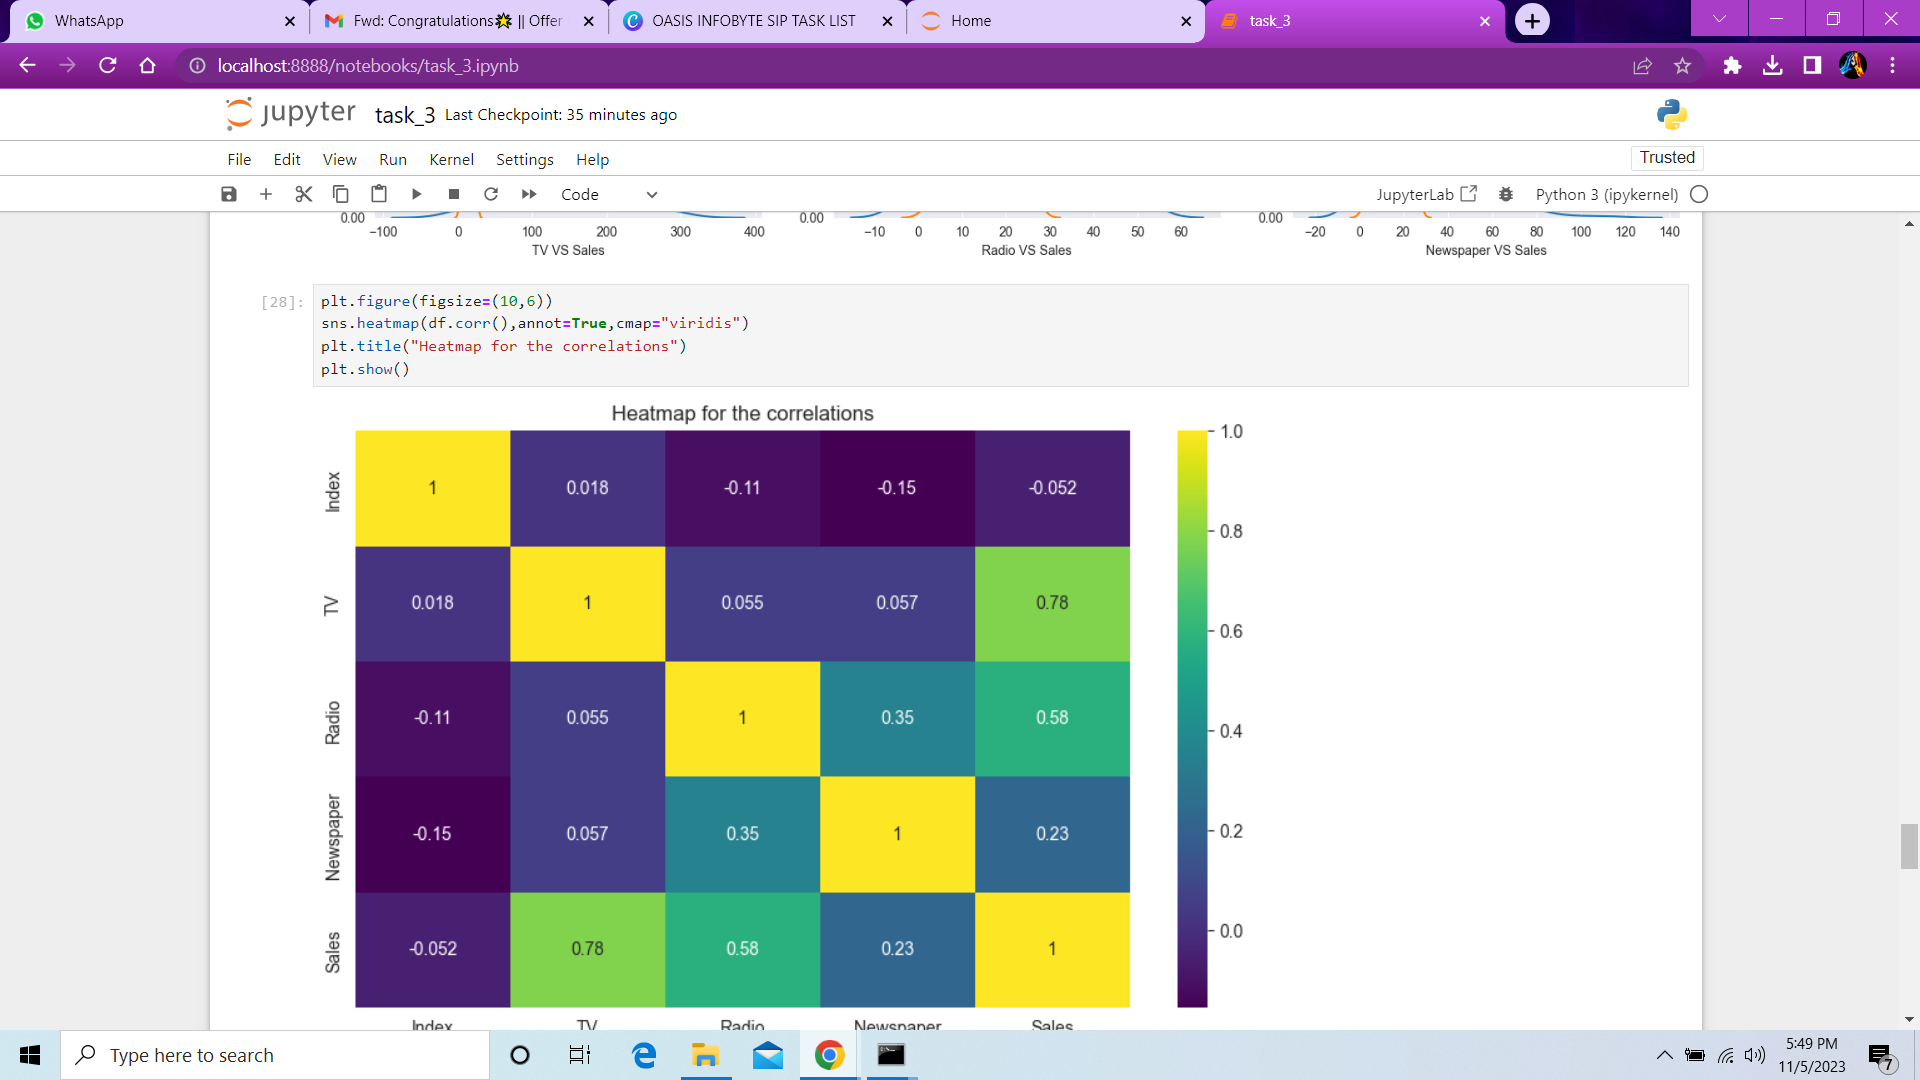 WhatsApp
Fwd: Congratulations🌟 || Offer
OASIS INFOBYTE SIP TASK LIST
Home
task_3
localhost:8888/notebooks/task_3.ipynb
jupyter task_3 Last Checkpoint: 35 minutes ago
File Edit View Run Kernel Settings Help
Trusted
Code
JupyterLab
Python 3 (ipykernel)
0.00 0.00 0.00
−100 0 100 200 300 400
−10 0 10 20 30 40 50 60
−20 0 20 40 60 80 100 120 140
TV VS Sales
Radio VS Sales
Newspaper VS Sales
[28]:
plt.figure(figsize=(10,6))
sns.heatmap(df.corr(),annot=True,cmap="viridis")
plt.title("Heatmap for the correlations")
plt.show()
Heatmap for the correlations
Index 1 0.018 -0.11 -0.15 -0.052
TV 0.018 1 0.055 0.057 0.78
Radio -0.11 0.055 1 0.35 0.58
Newspaper -0.15 0.057 0.35 1 0.23
Sales -0.052 0.78 0.58 0.23 1
Index TV Radio Newspaper Sales
1.0
0.8
0.6
0.4
0.2
0.0
Type here to search
5:49 PM
11/5/2023
7